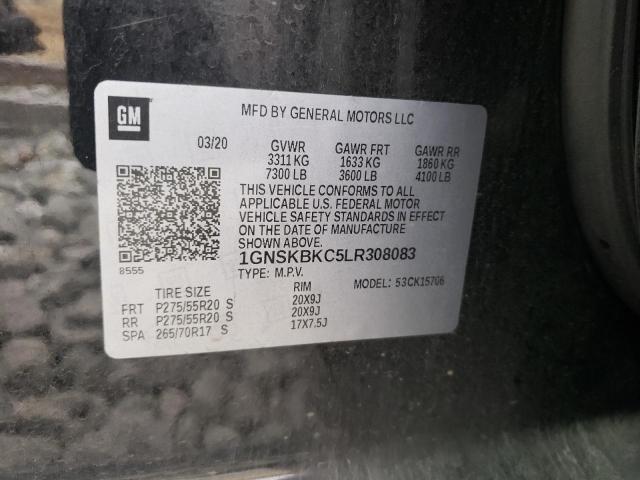 GM
MFD BY GENERAL MOTORS LLC
03/20 GVWR GAWR FRT GAWR RR
3311 KG 1633 KG 1860 KG
7300 LB 3600 LB 4100 LB
THIS VEHICLE CONFORMS TO ALL
APPLICABLE U.S. FEDERAL MOTOR
VEHICLE SAFETY STANDARDS IN EFFECT
ON THE DATE OF MANUFACTURE
SHOWN ABOVE.
1GNSKBKC5LR308083
8555 TYPE: M.P.V. MODEL: 53CK15706
TIRE SIZE RIM
FRT P275/55R20 S 20X9J
RR P275/55R20 S 20X9J
SPA 265/70R17 S 17X7.5J